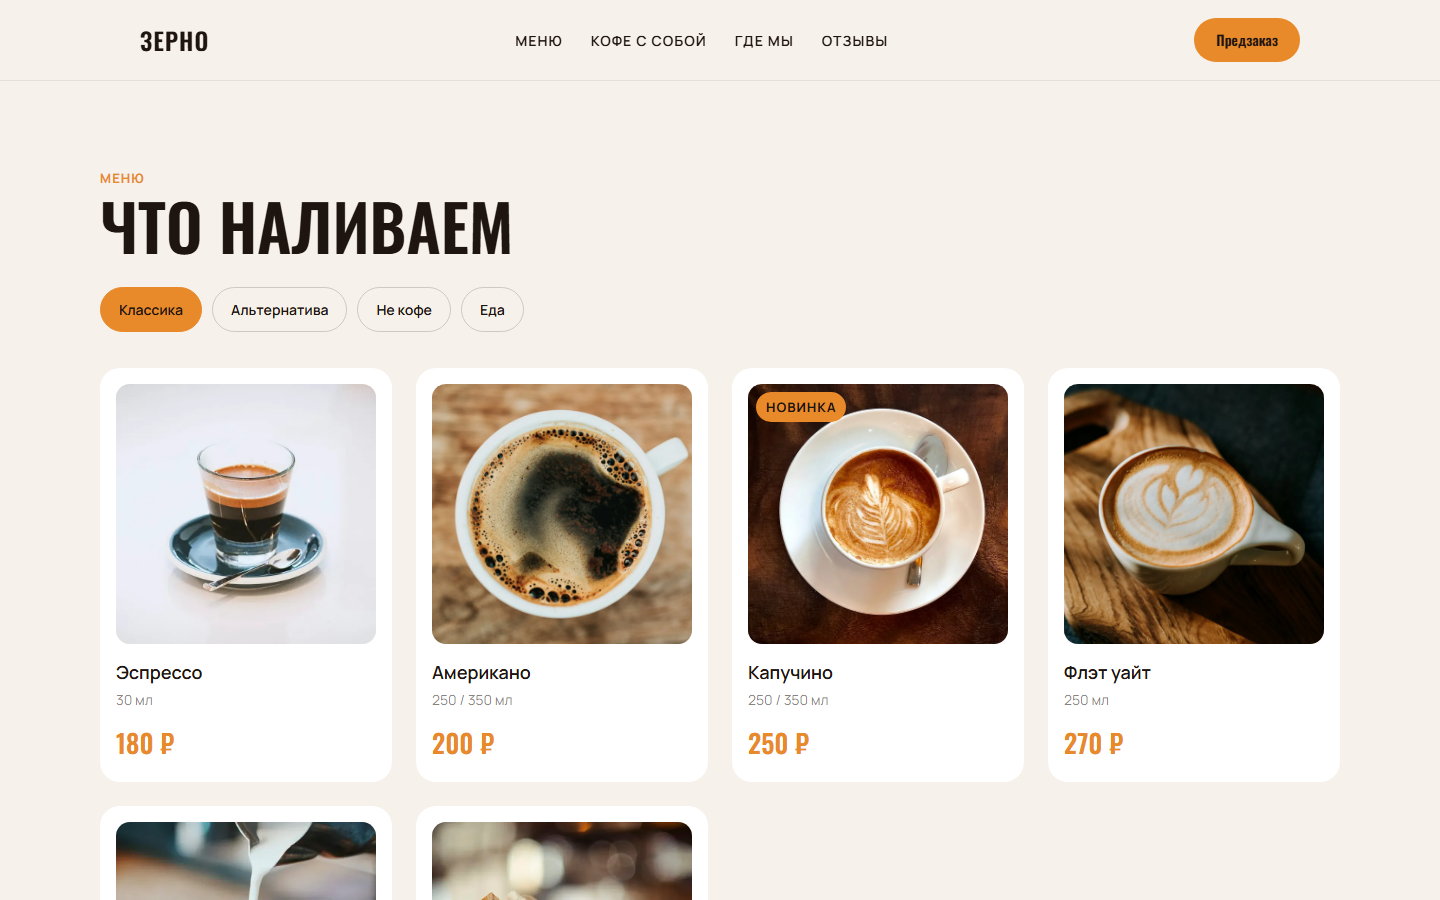 ЗЕРНО
МЕНЮ КОФЕ С СОБОЙ ГДЕ МЫ ОТЗЫВЫ
Предзаказ
МЕНЮ
ЧТО НАЛИВАЕМ
Классика Альтернатива Не кофе Еда
НОВИНКА
Эспрессо
30 мл
180 ₽
Американо
250 / 350 мл
200 ₽
Капучино
250 / 350 мл
250 ₽
Флэт уайт
250 мл
270 ₽